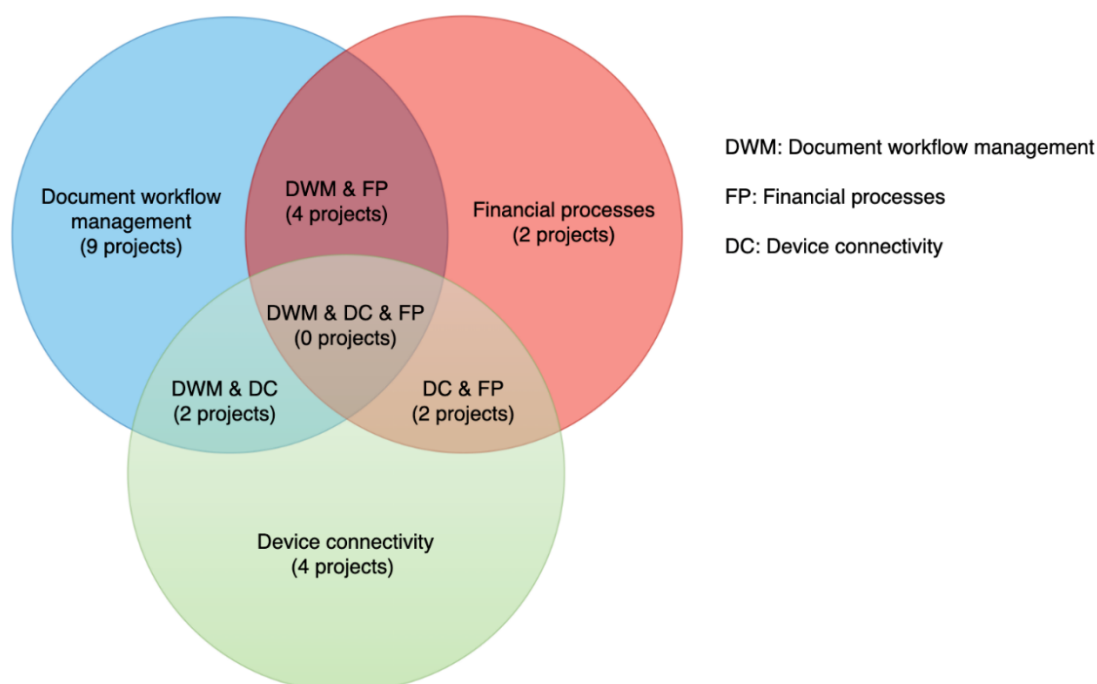 Document workflow
management
(9 projects)
DWM & FP
(4 projects)
Financial processes
(2 projects)
DWM & DC & FP
(0 projects)
DWM & DC
(2 projects)
DC & FP
(2 projects)
Device connectivity
(4 projects)
DWM: Document workflow management
FP: Financial processes
DC: Device connectivity